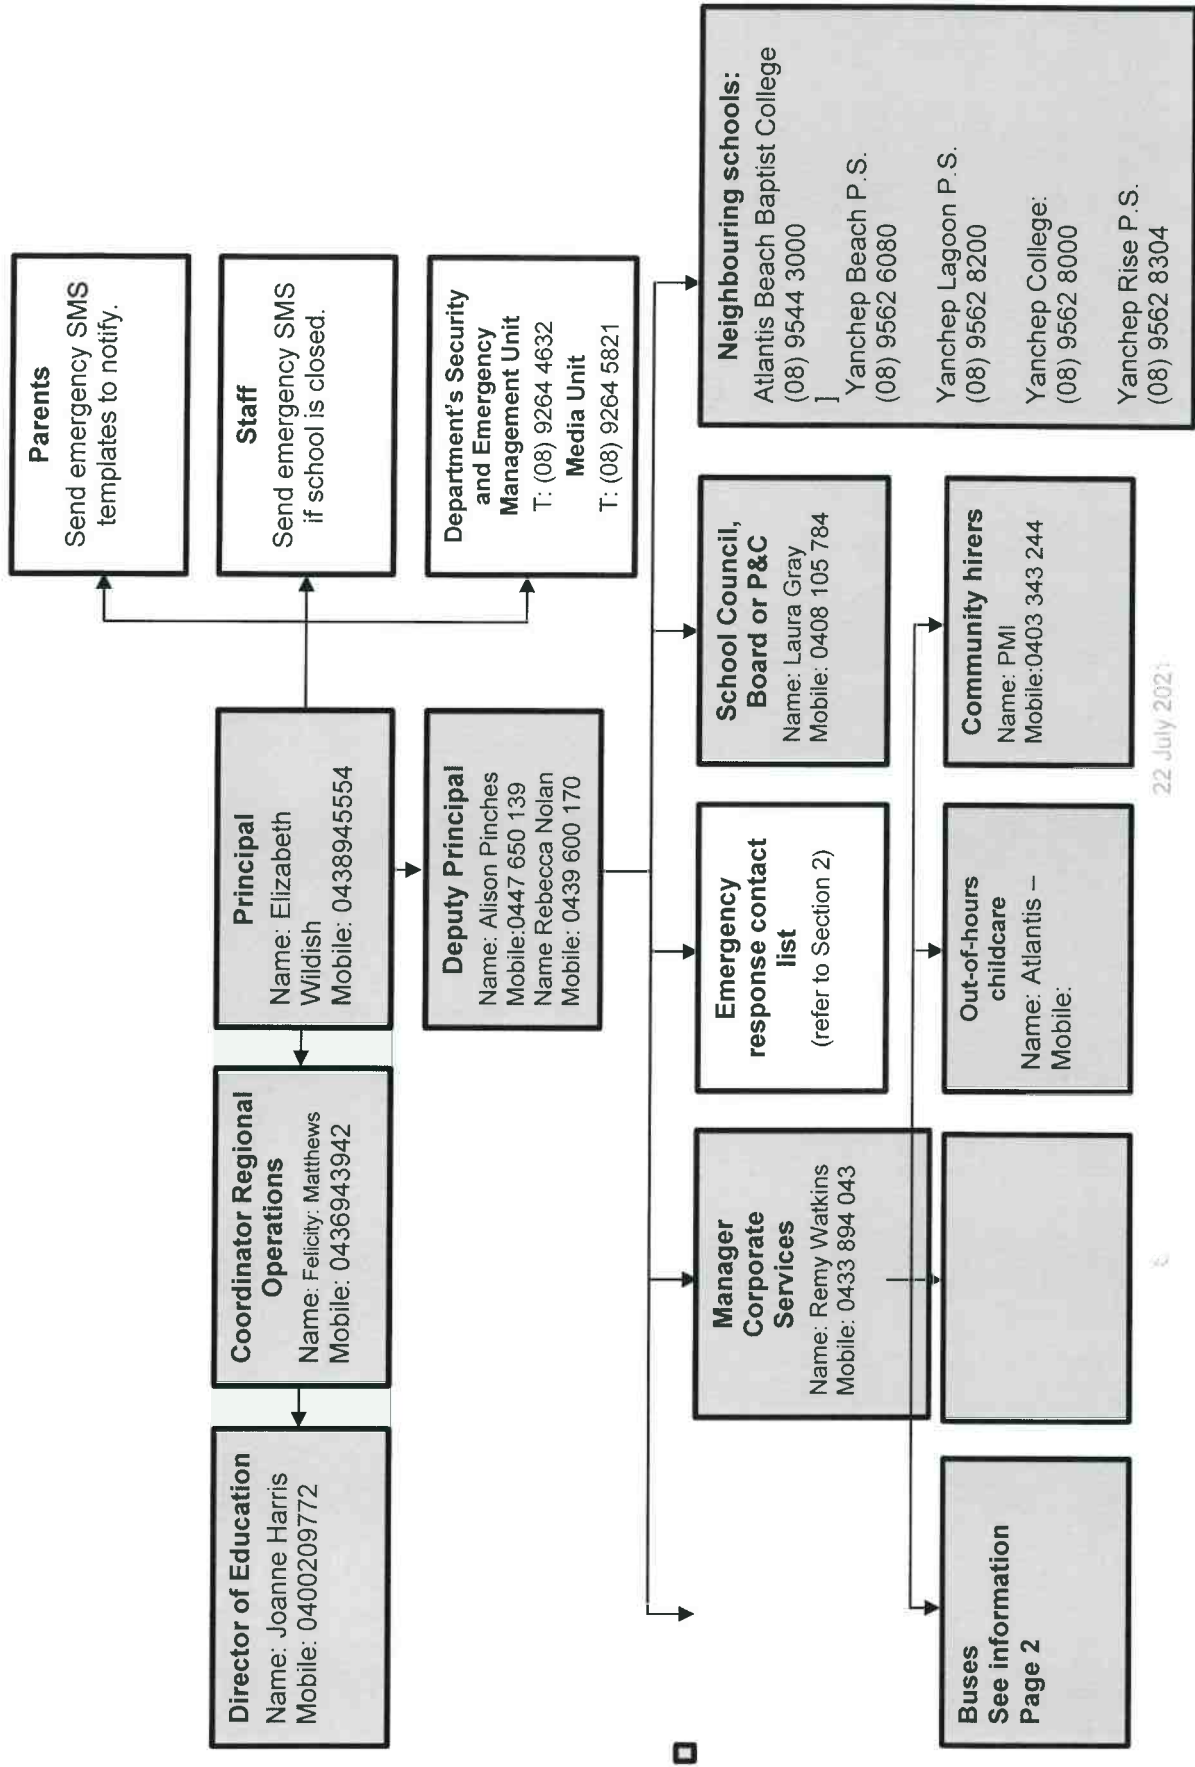 Parents
Send emergency SMS
templates to notify.
Director of Education
Name: Joanne Harris
Mobile: 0400209772
Coordinator Regional
Operations
Name: Felicity: Matthews
Mobile: 0436943942
Principal
Name: Elizabeth
Wildish
Mobile: 0438945554
Staff
Send emergency SMS
if school is closed.
Deputy Principal
Name: Alison Pinches
Mobile:0447 650 139
Name Rebecca Nolan
Mobile: 0439 600 170
Department's Security
and Emergency
Management Unit
T: (08) 9264 4632
Media Unit
T: (08) 9264 5821
Manager
Corporate
Services
Name: Remy Watkins
Mobile: 0433 894 043
Emergency
response contact
list
(refer to Section 2)
School Council,
Board or P&C
Name: Laura Gray
Mobile: 0408 105 784
Neighbouring schools:
Atlantis Beach Baptist College
(08) 9544 3000
]
Yanchep Beach P.S.
(08) 9562 6080
Yanchep Lagoon P.S.
(08) 9562 8200
Yanchep College:
(08) 9562 8000
Yanchep Rise P.S.
(08) 9562 8304
Buses
See information
Page 2
Out-of-hours
childcare
Name: Atlantis –
Mobile:
Community hirers
Name: PMI
Mobile:0403 343 244
22 July 2021